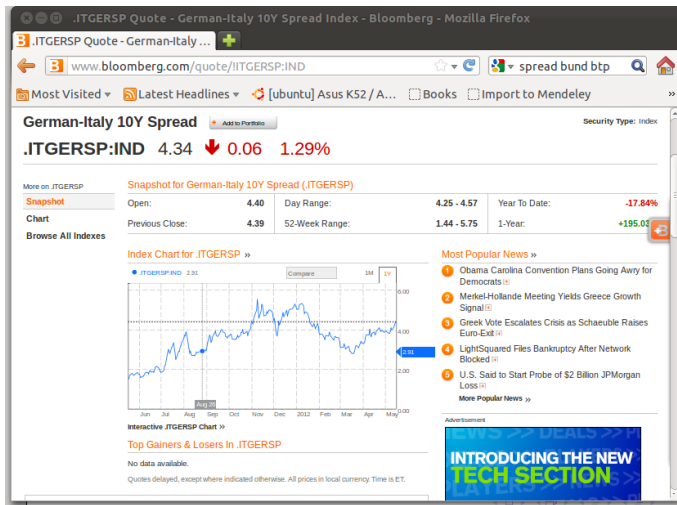 .ITGERSP Quote - German-Italy 10Y Spread Index - Bloomberg - Mozilla Firefox
.ITGERSP Quote - German-Italy ...
www.bloomberg.com/quote/!ITGERSP:IND
spread bund btp
Most Visited
Latest Headlines
[ubuntu] Asus K52 / A...
Books
Import to Mendeley
»
German-Italy 10Y Spread
Add to Portfolio
Security Type: Index
.ITGERSP:IND 4.34 0.06 1.29%
More on .ITGERSP
Snapshot
Chart
Browse All Indexes
Snapshot for German-Italy 10Y Spread (.ITGERSP)
Open: 4.40 Day Range: 4.25 - 4.57 Year To Date: -17.84%
Previous Close: 4.39 52-Week Range: 1.44 - 5.75 1-Year:
Index Chart for .ITGERSP »
.ITGERSP:IND 2.91
Compare
1M 1Y
6.00
4.00
2.91
2.00
0.00
Aug 26
Jun Jul Aug Sep Oct Nov Dec 2012 Feb Mar Apr May
Interactive .ITGERSP Chart »
Top Gainers & Losers In .ITGERSP
No data available.
Quotes delayed, except where indicated otherwise. All prices in local currency. Time is ET.
Most Popular News »
1 Obama Carolina Convention Plans Going Awry for
Democrats
2 Merkel-Hollande Meeting Yields Greece Growth
Signal
3 Greek Vote Escalates Crisis as Schaeuble Raises
Euro-Exit
4 LightSquared Files Bankruptcy After Network
Blocked
5 U.S. Said to Start Probe of $2 Billion JPMorgan
Loss
More Popular News »
Advertisement
INTRODUCING THE NEW
TECH SECTION